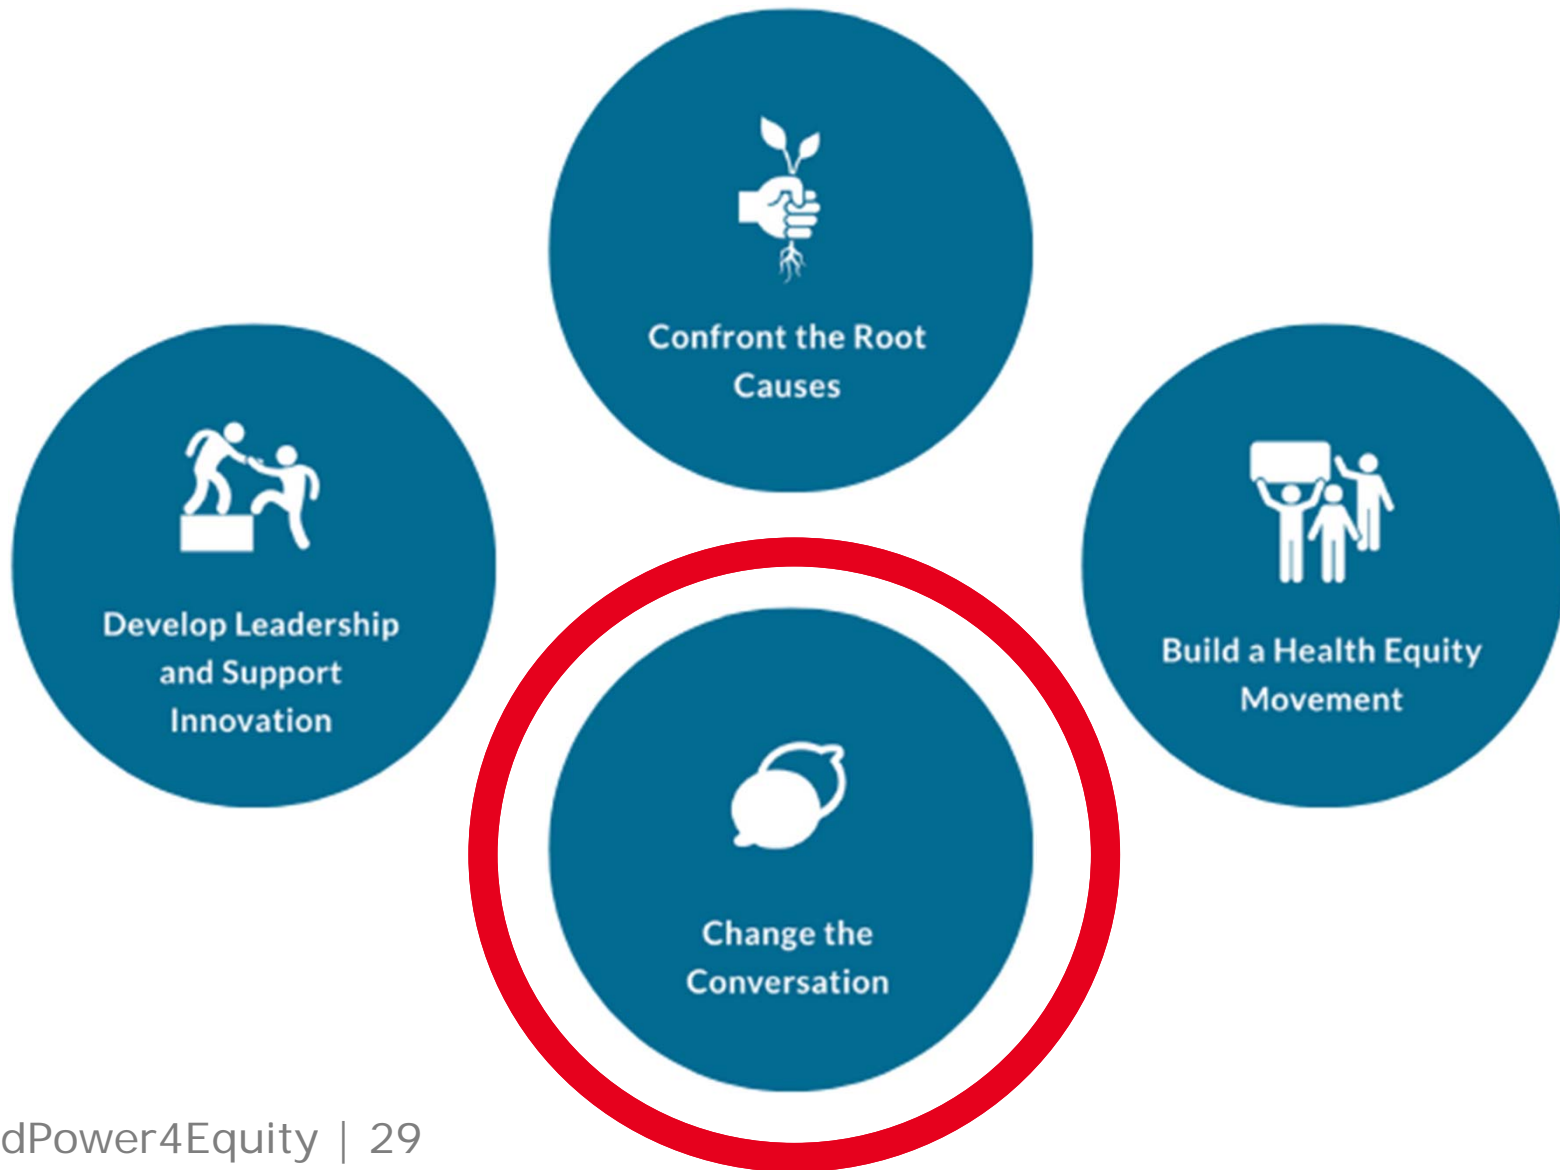 Confront the Root
Causes
Develop Leadership
and Support
Innovation
Build a Health Equity
Movement
Change the
Conversation
dPower4Equity | 29